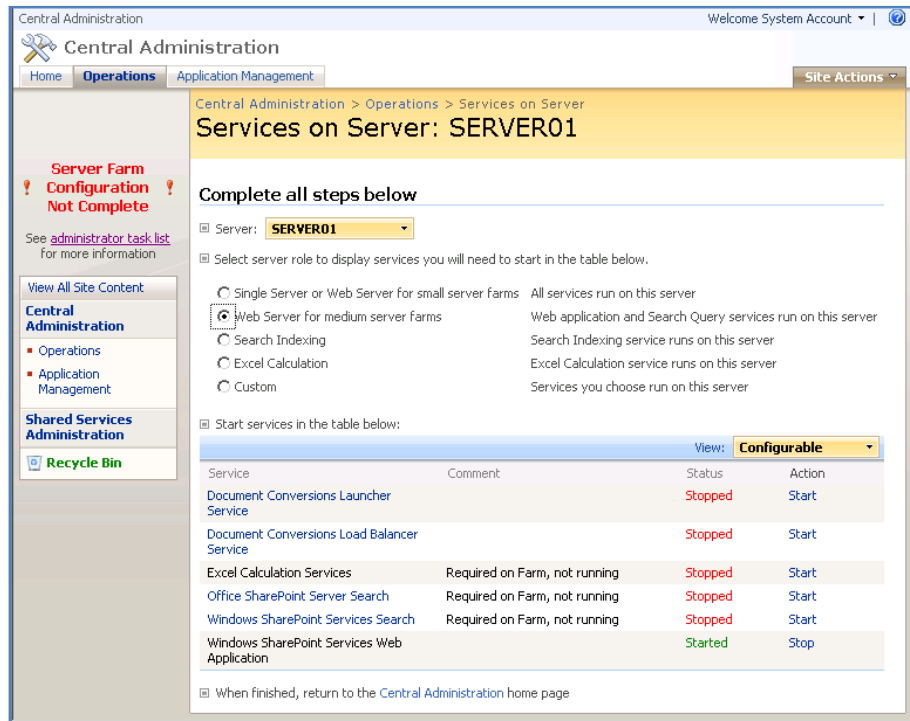 Central Administration
Welcome System Account
Central Administration
Home Operations Application Management
Site Actions
Central Administration > Operations > Services on Server
Services on Server: SERVER01
Server Farm
! Configuration !
Not Complete
See administrator task list
for more information
View All Site Content
Central
Administration
Operations
Application
Management
Shared Services
Administration
Recycle Bin
Complete all steps below
Server: SERVER01
Select server role to display services you will need to start in the table below.
Single Server or Web Server for small server farms All services run on this server
Web Server for medium server farms Web application and Search Query services run on this server
Search Indexing Search Indexing service runs on this server
Excel Calculation Excel Calculation service runs on this server
Custom Services you choose run on this server
Start services in the table below:
View: Configurable
Service Comment Status Action
Document Conversions Launcher
Service Stopped Start
Document Conversions Load Balancer
Service Stopped Start
Excel Calculation Services Required on Farm, not running Stopped Start
Office SharePoint Server Search Required on Farm, not running Stopped Start
Windows SharePoint Services Search Required on Farm, not running Stopped Start
Windows SharePoint Services Web
Application Started Stop
When finished, return to the Central Administration home page